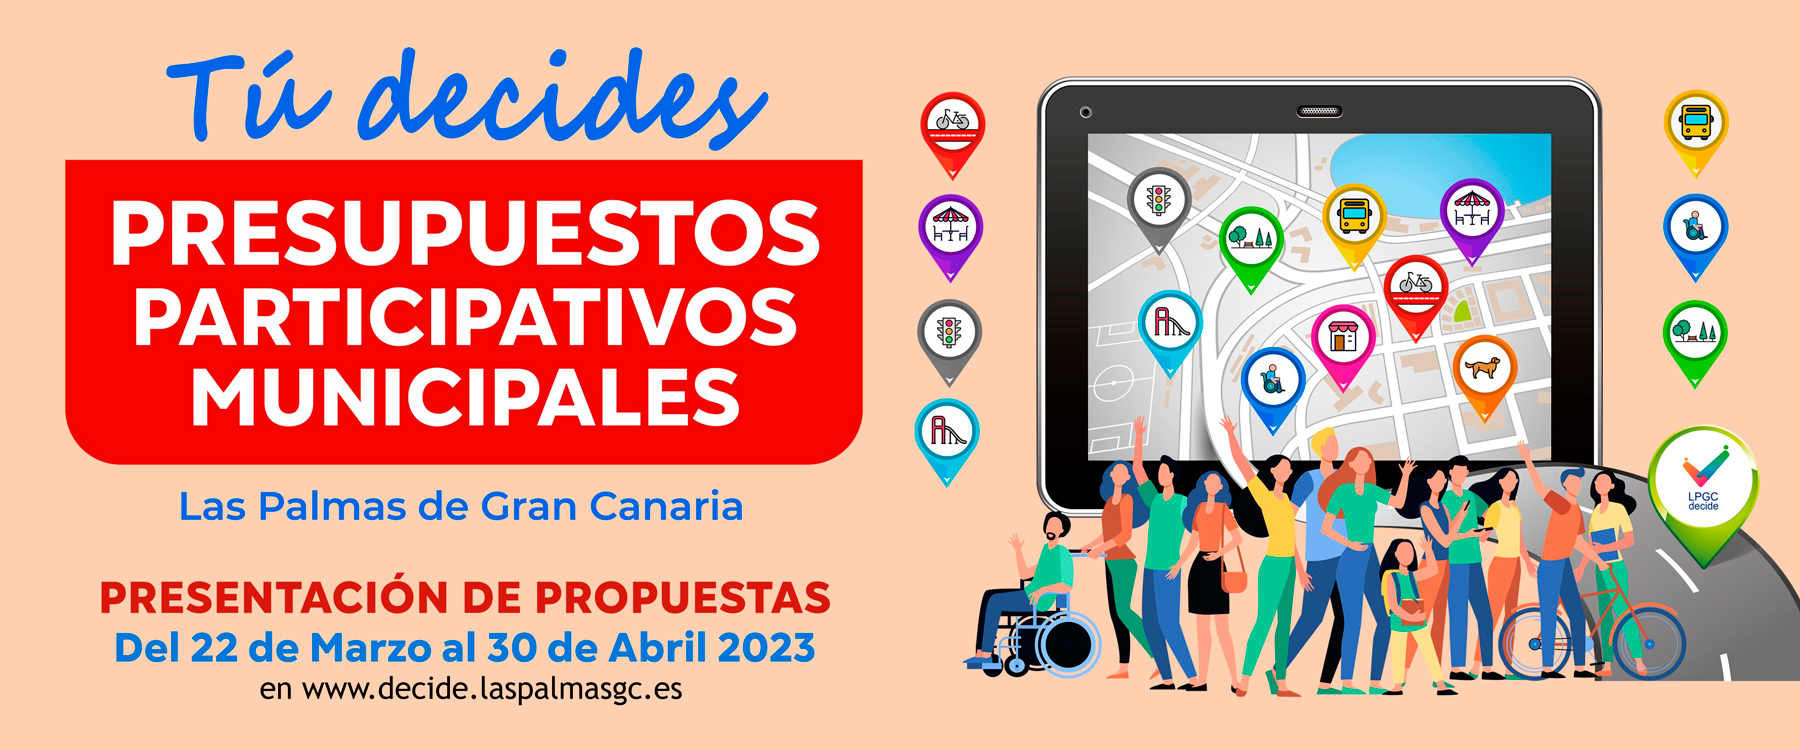 Tú decides
PRESUPUESTOS
PARTICIPATIVOS
MUNICIPALES
Las Palmas de Gran Canaria
PRESENTACIÓN DE PROPUESTAS
Del 22 de Marzo al 30 de Abril 2023
en www.decide.laspalmasgc.es
LPGC
decide